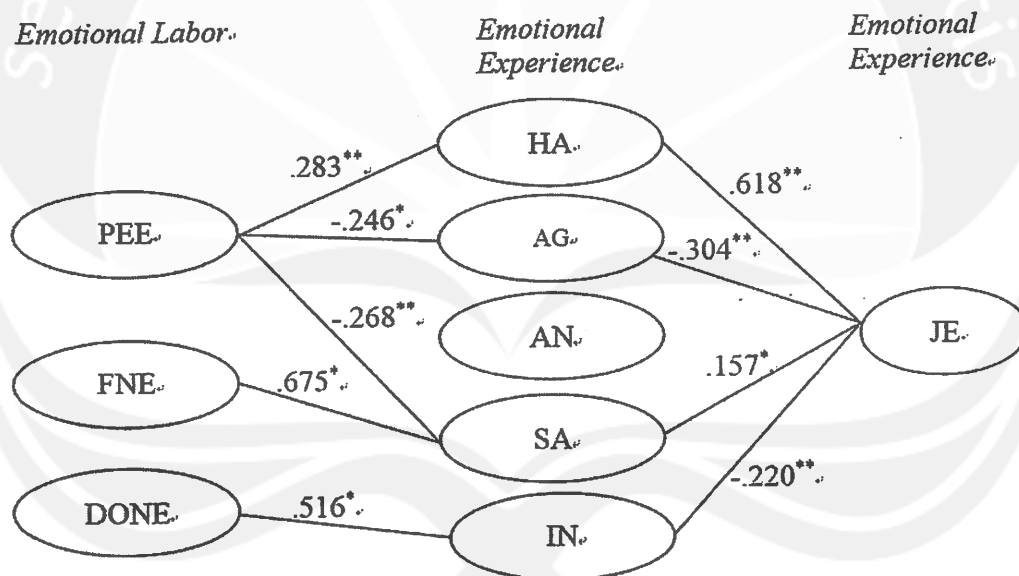 Emotional Labor
Emotional
Experience
Emotional
Experience
HA
.283**
.618**
PEE
-.246*
AG
-.304**
-.268**
AN
JE
FNE
.675*
.157*
SA
-.220**
DONE
.516*
IN